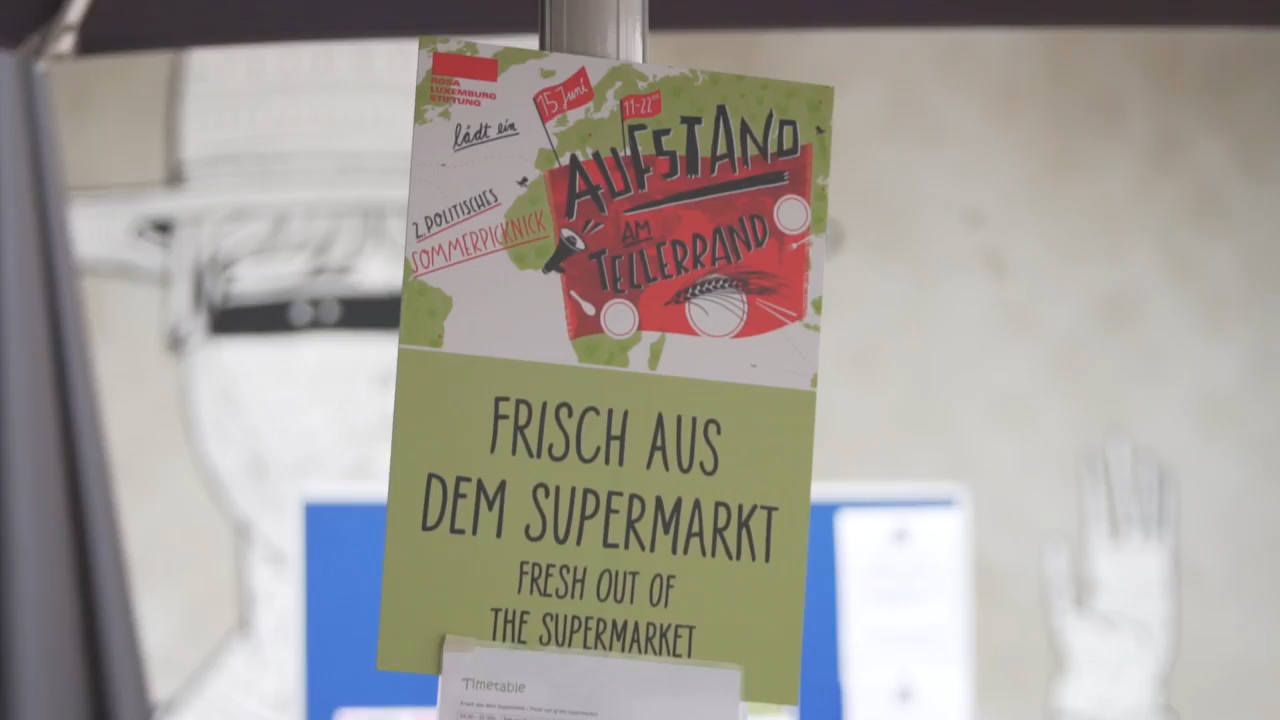 ROSA
LUXEMBURG
STIFTUNG
lädt ein
15 Juni
11-22
AUFSTAND
AM
TELLERRAND
2. POLITISCHES
SOMMERPICKNICK
FRISCH AUS
DEM SUPERMARKT
FRESH OUT OF
THE SUPERMARKET
Timetable